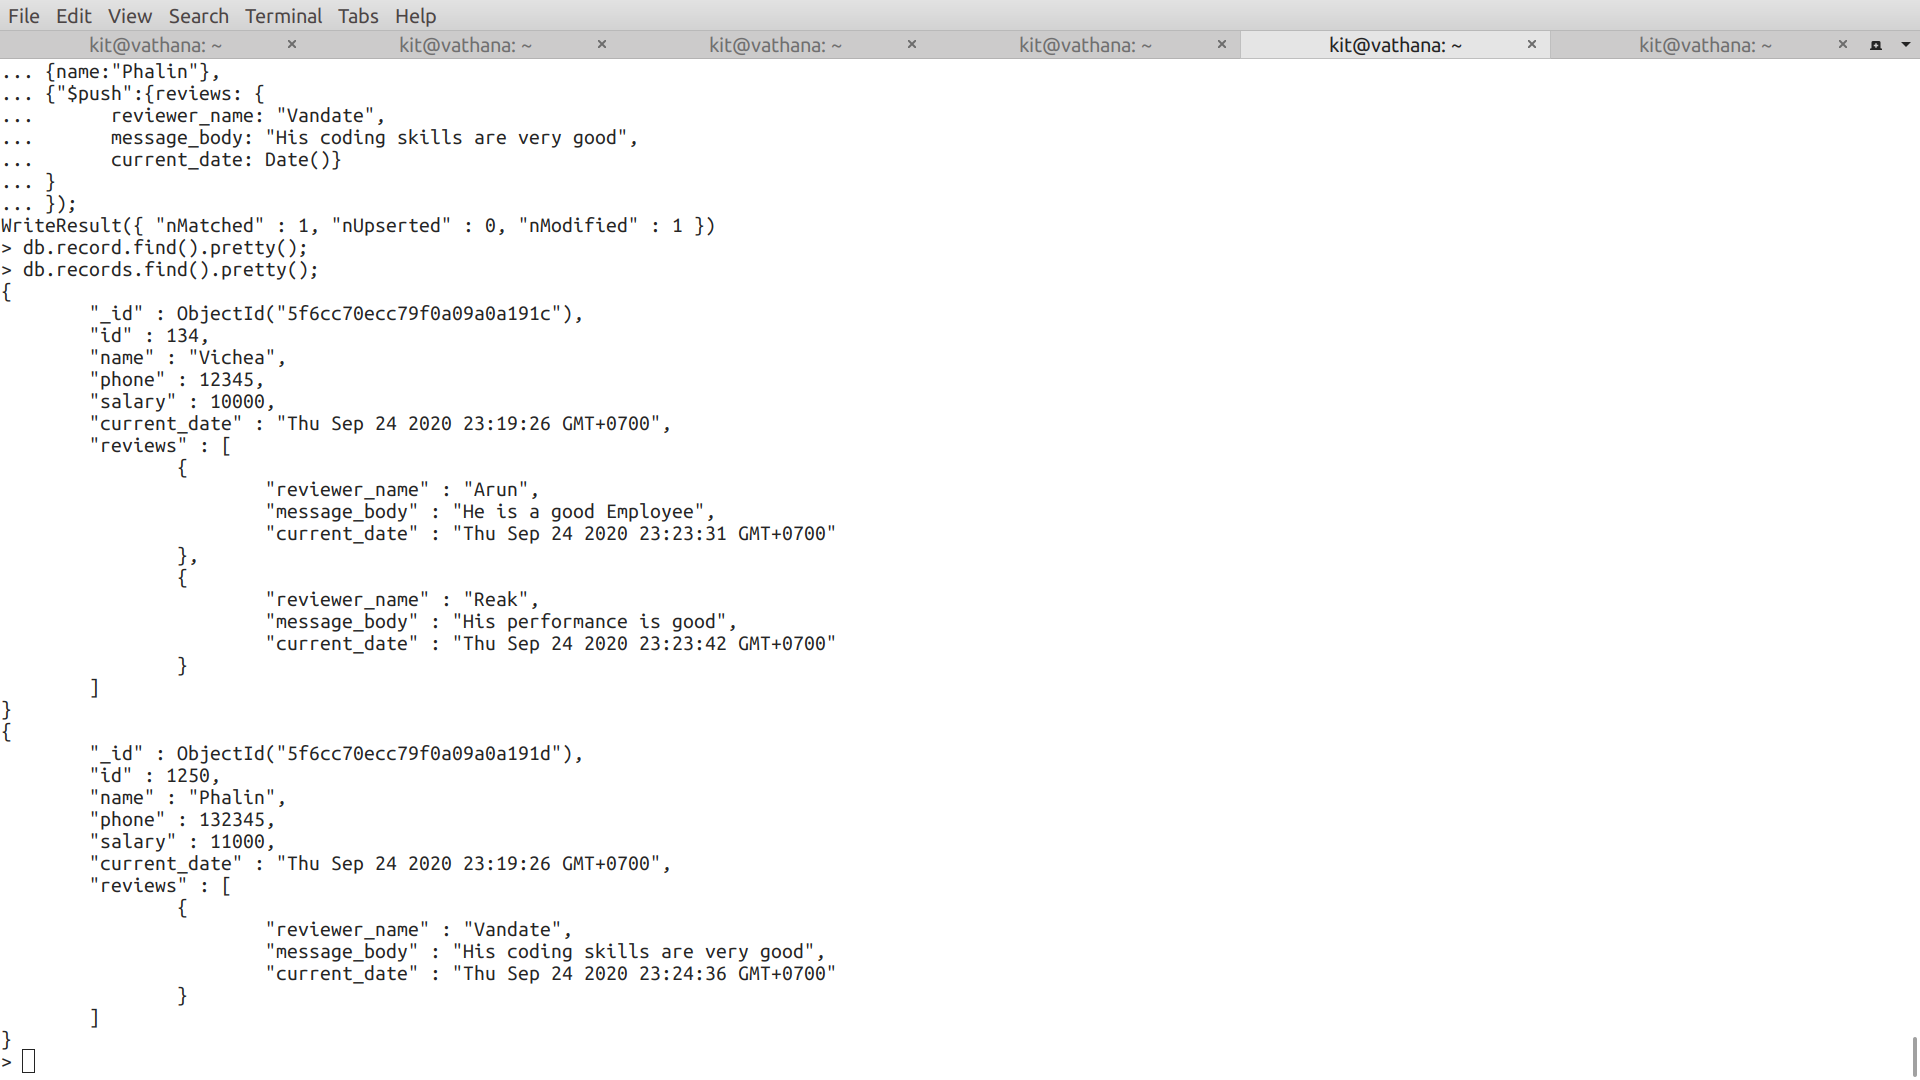 File Edit View Search Terminal Tabs Help
kit@vathana: ~ × kit@vathana: ~ × kit@vathana: ~ × kit@vathana: ~ × kit@vathana: ~ × kit@vathana: ~ ×
... {name:"Phalin"},
... {"$push":{reviews: {
...       reviewer_name: "Vandate",
...       message_body: "His coding skills are very good",
...       current_date: Date()}
... }
... });
WriteResult({ "nMatched" : 1, "nUpserted" : 0, "nModified" : 1 })
> db.record.find().pretty();
> db.records.find().pretty();
{
        "_id" : ObjectId("5f6cc70ecc79f0a09a0a191c"),
        "id" : 134,
        "name" : "Vichea",
        "phone" : 12345,
        "salary" : 10000,
        "current_date" : "Thu Sep 24 2020 23:19:26 GMT+0700",
        "reviews" : [
                {
                        "reviewer_name" : "Arun",
                        "message_body" : "He is a good Employee",
                        "current_date" : "Thu Sep 24 2020 23:23:31 GMT+0700"
                },
                {
                        "reviewer_name" : "Reak",
                        "message_body" : "His performance is good",
                        "current_date" : "Thu Sep 24 2020 23:23:42 GMT+0700"
                }
        ]
}
{
        "_id" : ObjectId("5f6cc70ecc79f0a09a0a191d"),
        "id" : 1250,
        "name" : "Phalin",
        "phone" : 132345,
        "salary" : 11000,
        "current_date" : "Thu Sep 24 2020 23:19:26 GMT+0700",
        "reviews" : [
                {
                        "reviewer_name" : "Vandate",
                        "message_body" : "His coding skills are very good",
                        "current_date" : "Thu Sep 24 2020 23:24:36 GMT+0700"
                }
        ]
}
>